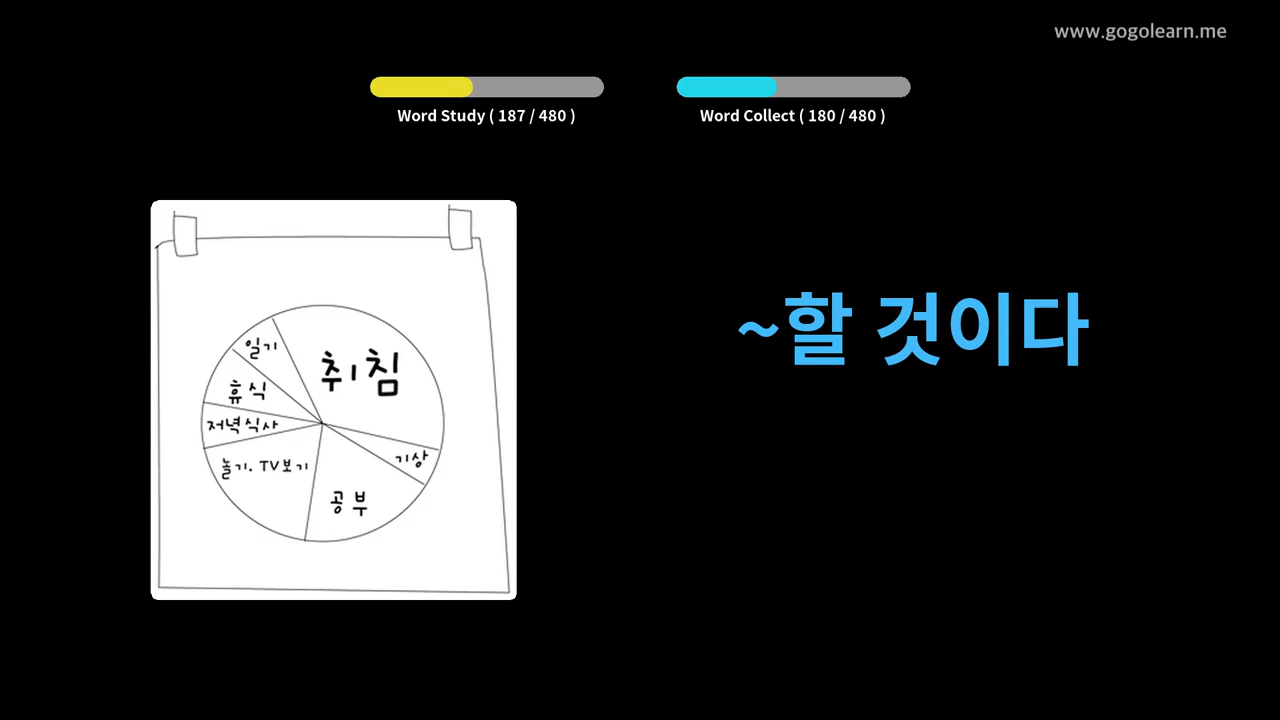 www.gogolearn.me
Word Study ( 187 / 480 )
Word Collect ( 180 / 480 )
일기
취침
휴식
저녁식사
놀기. TV보기
기상
공부
~할 것이다